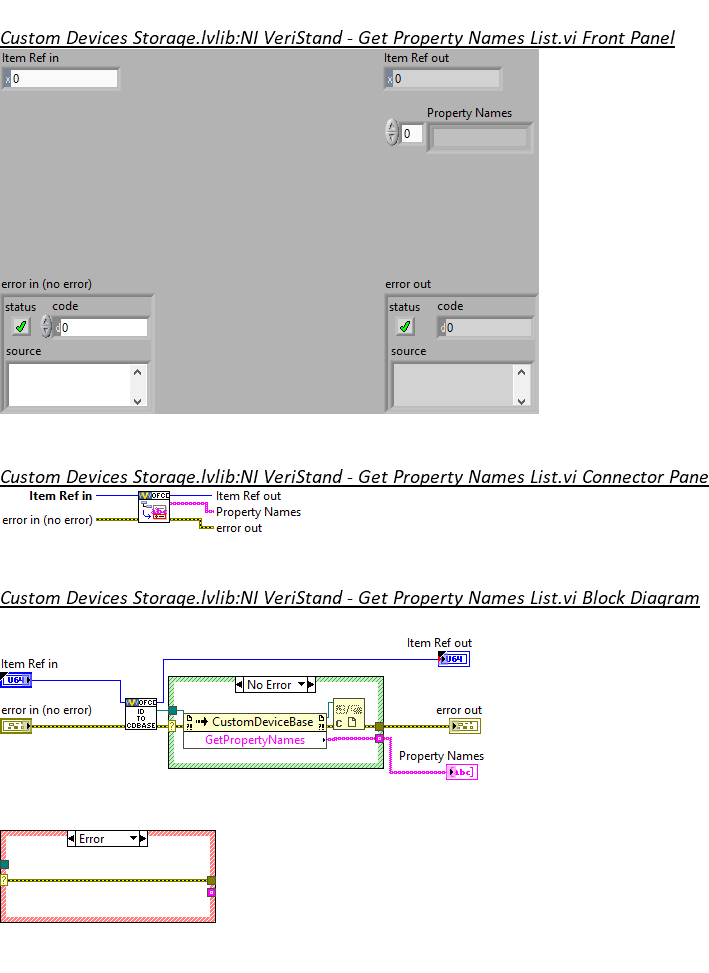 Custom Devices Storage.lvlib:NI VeriStand - Get Property Names List.vi Front Panel
Item Ref in
Item Ref out
x 0
x 0
Property Names
0
error in (no error)
error out
status code
status code
d 0
d 0
source
source
Custom Devices Storage.lvlib:NI VeriStand - Get Property Names List.vi Connector Pane
Item Ref in
OFCE
Item Ref out
abc
Property Names
error in (no error)
error out
Custom Devices Storage.lvlib:NI VeriStand - Get Property Names List.vi Block Diagram
Item Ref out
U64
Item Ref in
U64
No Error
error in (no error)
OFCE
ID
TO
CDBASE
?!
CustomDeviceBase
?!
GetPropertyNames
C
error out
Property Names
abc
?
Error
?